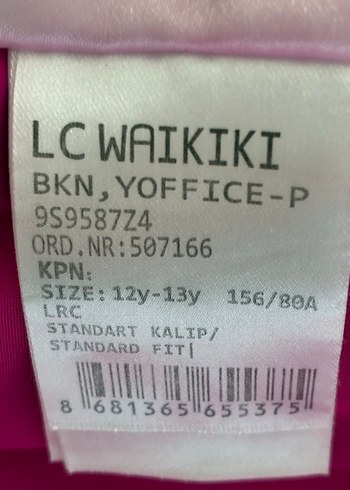 LC WAIKIKI
BKN,YOFFICE-P
9S9587Z4
ORD.NR:507166
KPN:
SIZE: 12y-13y 156/80A
LRC
STANDART KALIP/
STANDARD FIT|
8 681365 655375